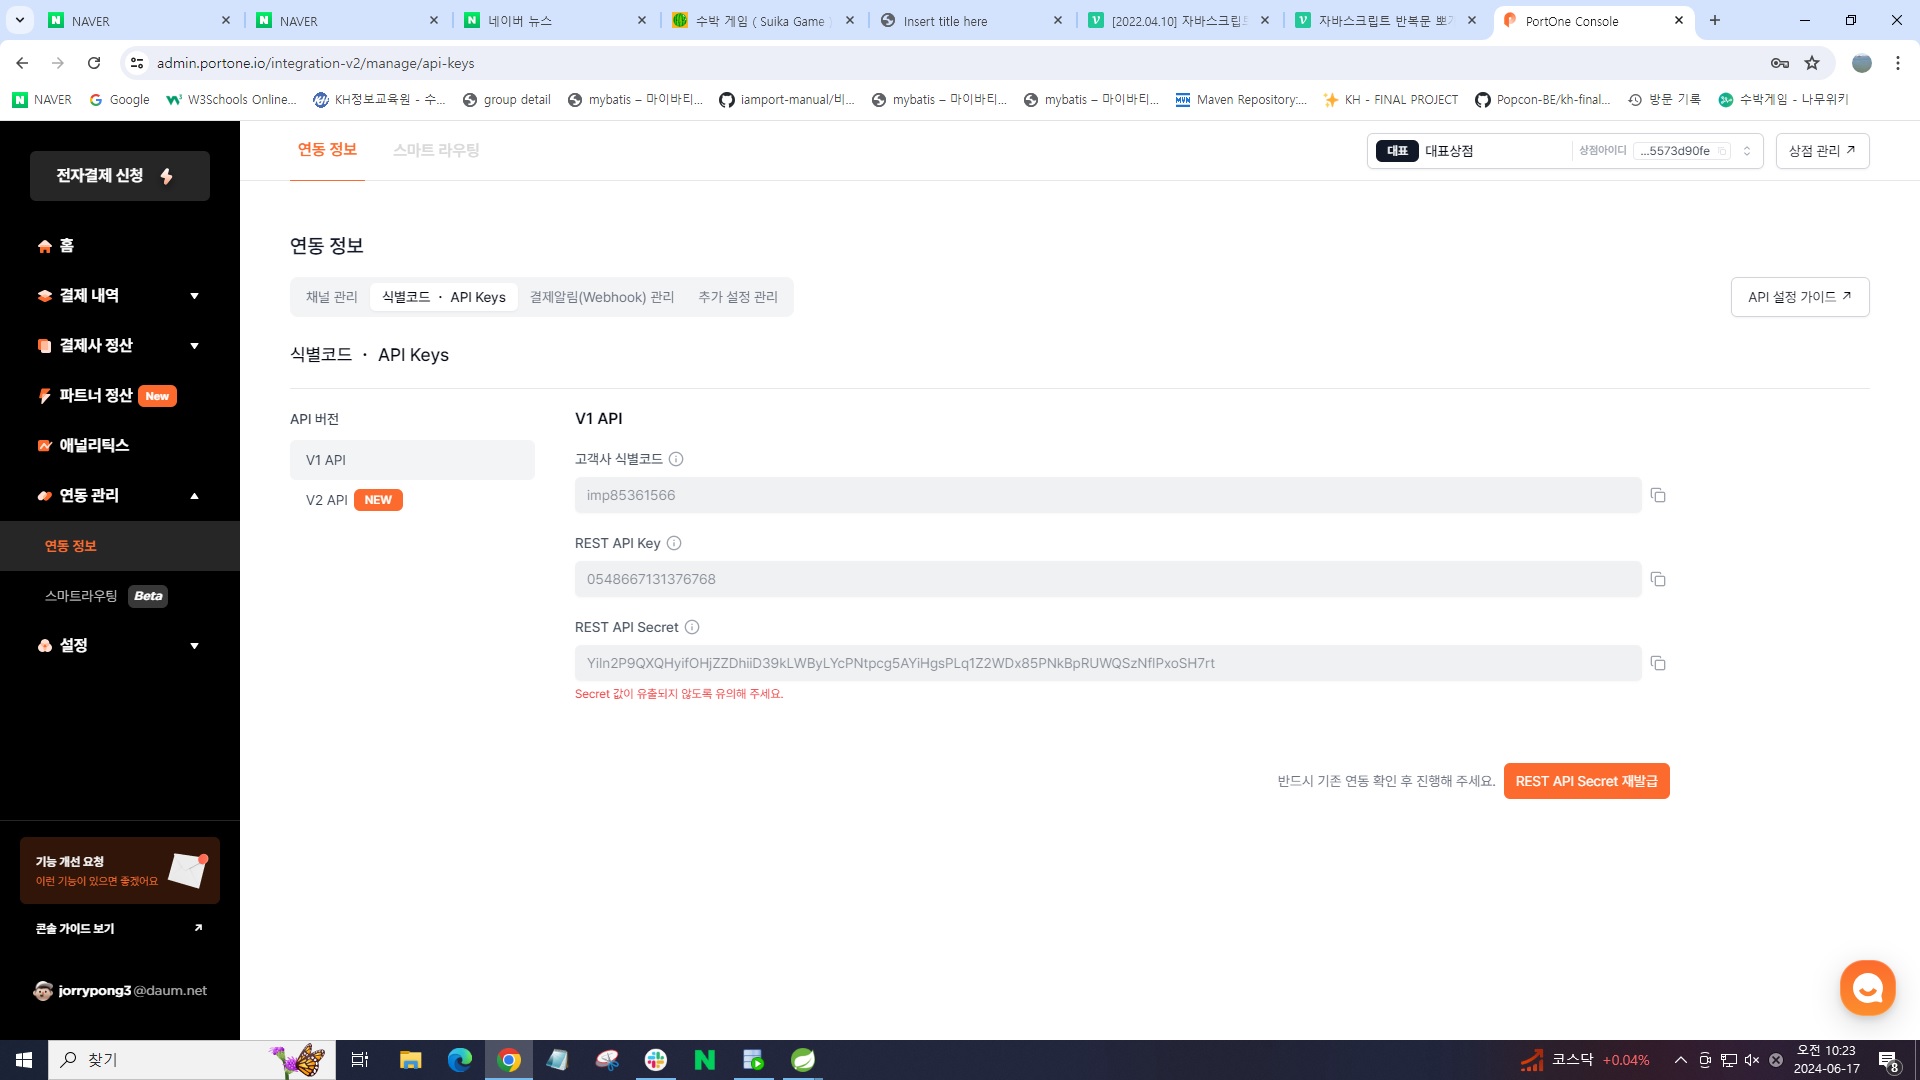 NAVER
NAVER
네이버 뉴스
수박 게임 ( Suika Game )
Insert title here
[2022.04.10] 자바스크립트
자바스크립트 반복문 뽀개
PortOne Console
admin.portone.io/integration-v2/manage/api-keys
NAVER
Google
W3Schools Online...
KH정보교육원 - 수...
group detail
mybatis – 마이바티...
iamport-manual/비...
mybatis – 마이바티...
mybatis – 마이바티...
Maven Repository:...
KH - FINAL PROJECT
Popcon-BE/kh-final...
방문 기록
수박게임 - 나무위키
전자결제 신청
홈
결제 내역
결제사 정산
파트너 정산 New
애널리틱스
연동 관리
연동 정보
스마트라우팅 Beta
설정
기능 개선 요청
이런 기능이 있으면 좋겠어요
콘솔 가이드 보기
jorrypong3@daum.net
연동 정보
스마트 라우팅
대표 대표상점
상점아이디 ...5573d90fe
상점 관리
연동 정보
채널 관리
식별코드 · API Keys
결제알림(Webhook) 관리
추가 설정 관리
API 설정 가이드
식별코드 · API Keys
API 버전
V1 API
V2 API NEW
V1 API
고객사 식별코드
imp85361566
REST API Key
0548667131376768
REST API Secret
YiIn2P9QXQHyifOHjZZDhiiD39kLWByLYcPNtpcg5AYiHgsPLq1Z2WDx85PNkBpRUWQSzNflPxoSH7rt
Secret 값이 유출되지 않도록 유의해 주세요.
반드시 기존 연동 확인 후 진행해 주세요.
REST API Secret 재발급
찾기
코스닥 +0.04%
오전 10:23
2024-06-17
8